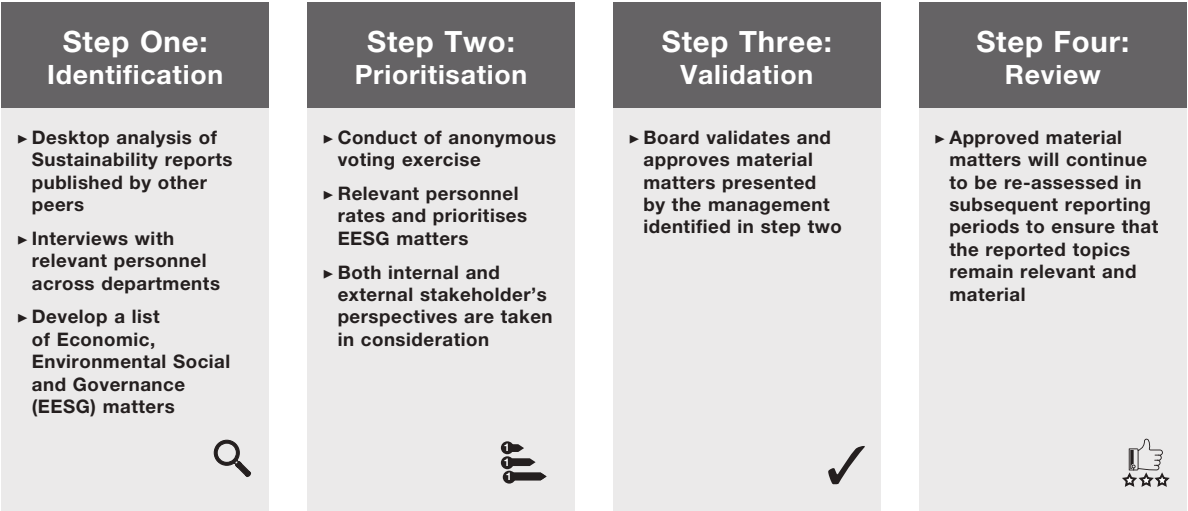 Step One:
Identification
► Desktop analysis of
Sustainability reports
published by other
peers
► Interviews with
relevant personnel
across departments
► Develop a list
of Economic,
Environmental Social
and Governance
(EESG) matters
Step Two:
Prioritisation
► Conduct of anonymous
voting exercise
► Relevant personnel
rates and prioritises
EESG matters
► Both internal and
external stakeholder’s
perspectives are taken
in consideration
1
1
1
Step Three:
Validation
► Board validates and
approves material
matters presented
by the management
identified in step two
Step Four:
Review
► Approved material
matters will continue
to be re-assessed in
subsequent reporting
periods to ensure that
the reported topics
remain relevant and
material